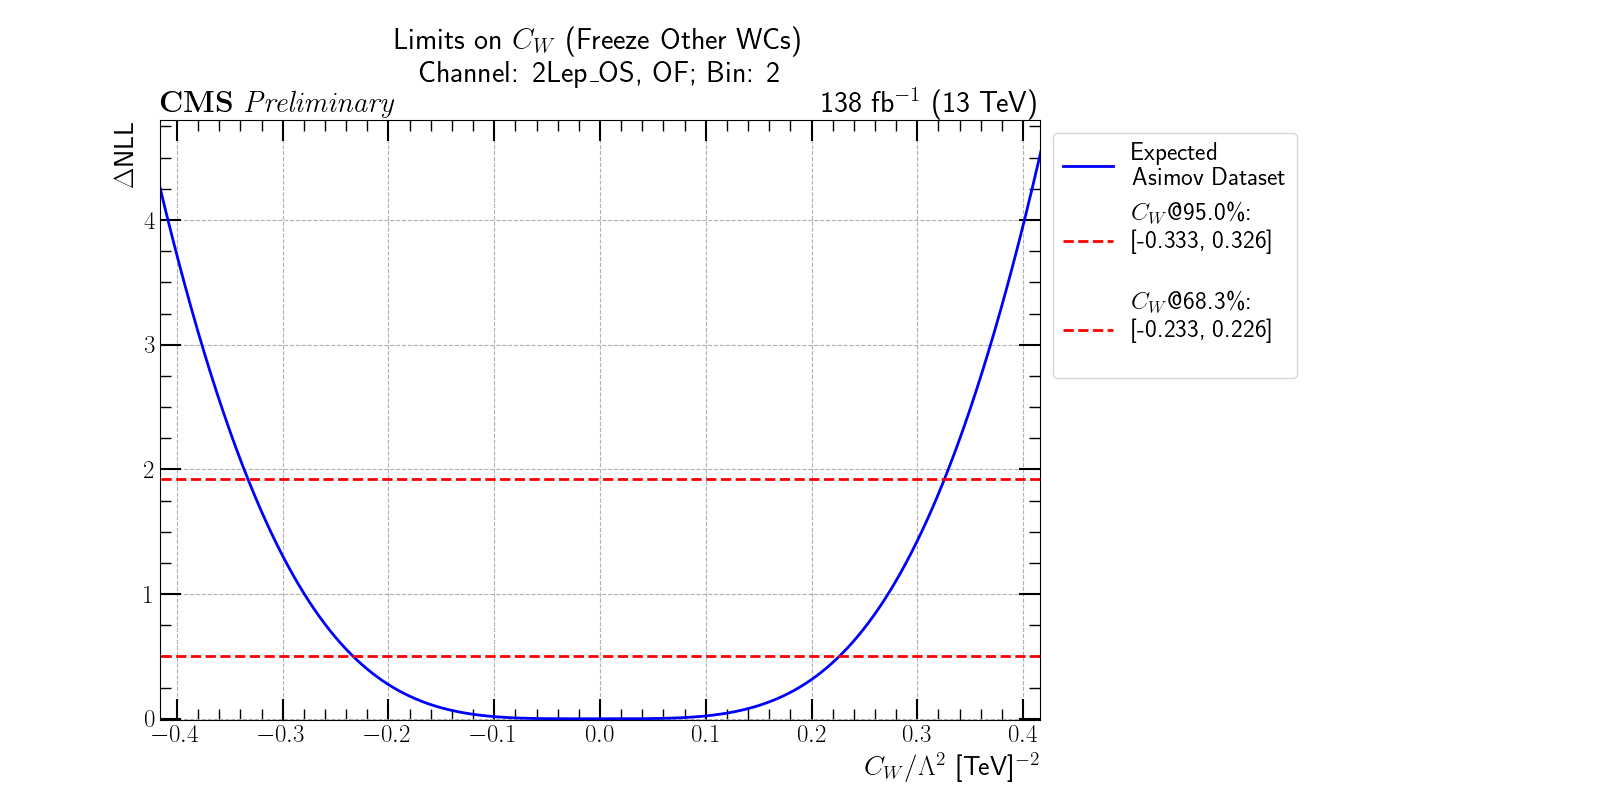 Limits on C_W (Freeze Other WCs)
Channel: 2Lep_OS, OF; Bin: 2
CMS Preliminary
138 fb⁻¹ (13 TeV)
ΔNLL
4
3
2
1
0
−0.4 −0.3 −0.2 −0.1 0.0 0.1 0.2 0.3 0.4
C_W/Λ² [TeV]⁻²
Expected
Asimov Dataset
C_W@95.0%:
[-0.333, 0.326]
C_W@68.3%:
[-0.233, 0.226]